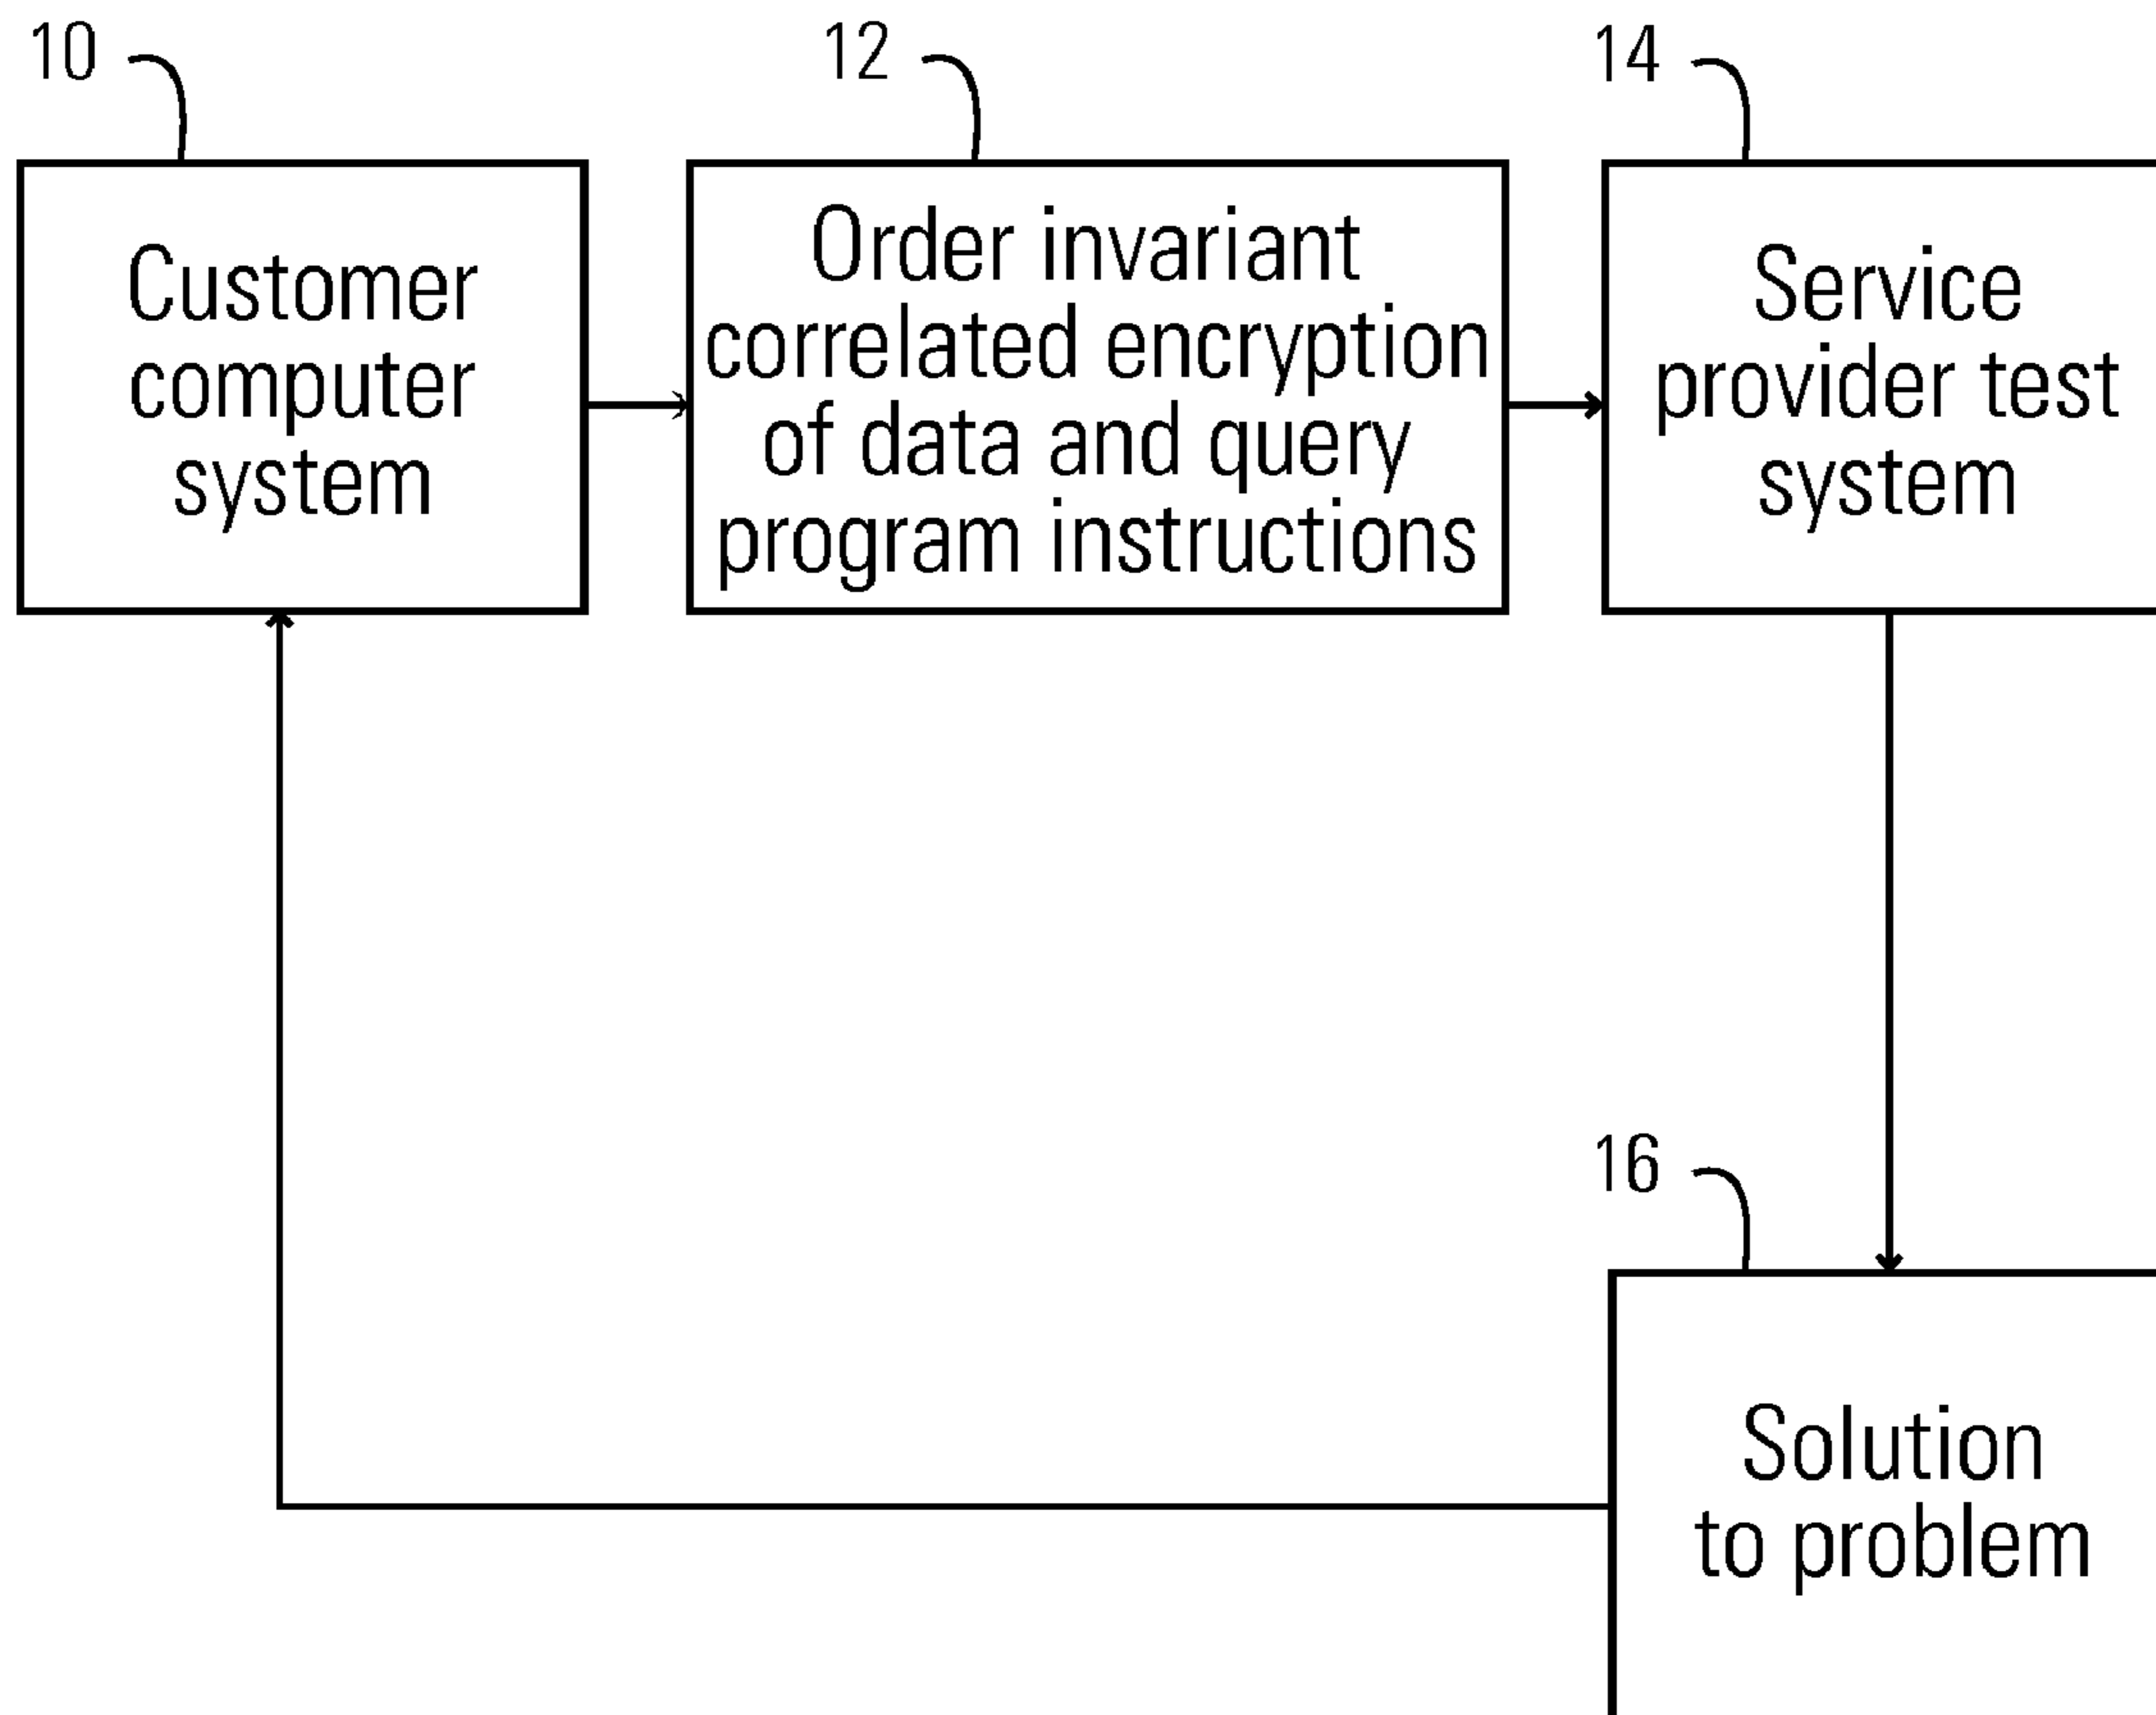 10
12
14
Customer
computer
system
Order invariant
correlated encryption
of data and query
program instructions
Service
provider test
system
16
Solution
to problem